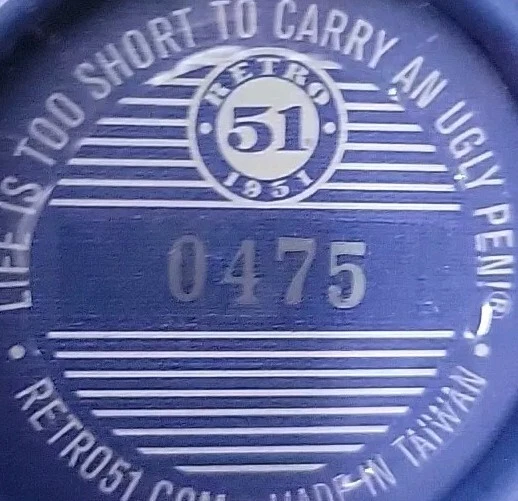 LIFE IS TOO SHORT TO CARRY AN UGLY PEN!®
RETRO
51
1951
0475
RETRO51.COM • MADE IN TAIWAN